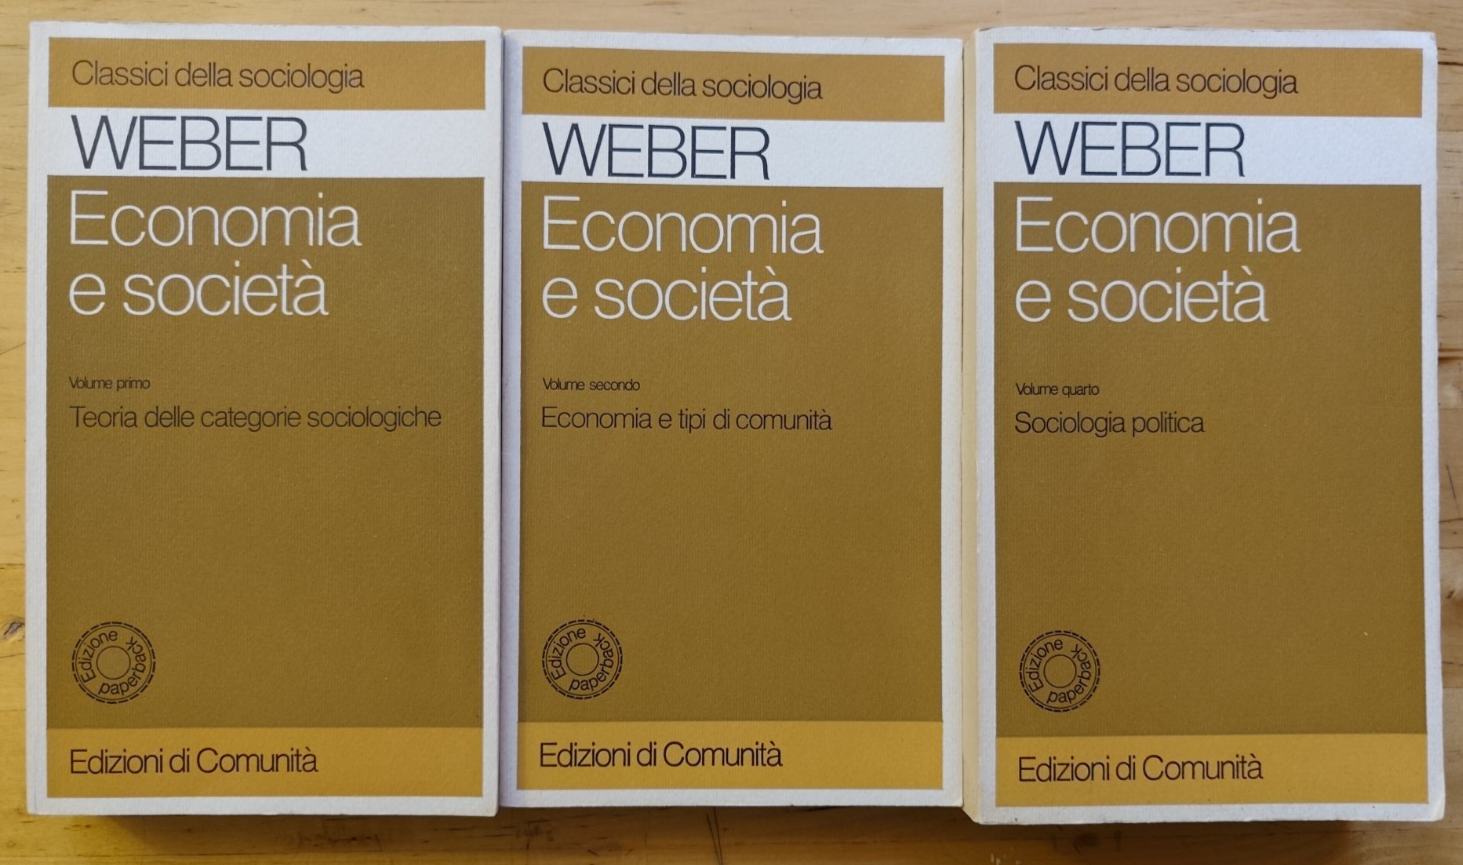 Classici della sociologia
WEBER
Economia
e società
Volume primo
Teoria delle categorie sociologiche
Edizione paperback
Edizioni di Comunità
Classici della sociologia
WEBER
Economia
e società
Volume secondo
Economia e tipi di comunità
Edizione paperback
Edizioni di Comunità
Classici della sociologia
WEBER
Economia
e società
Volume quarto
Sociologia politica
Edizione paperback
Edizioni di Comunità